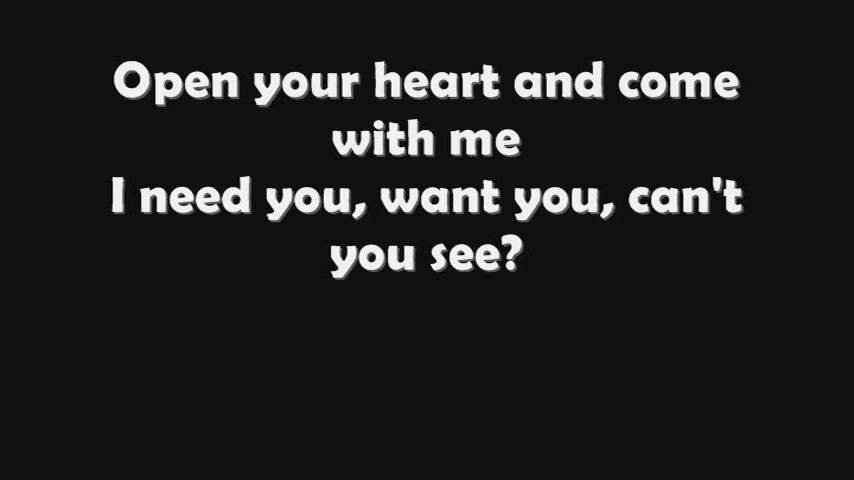 Open your heart and come
with me
I need you, want you, can't
you see?